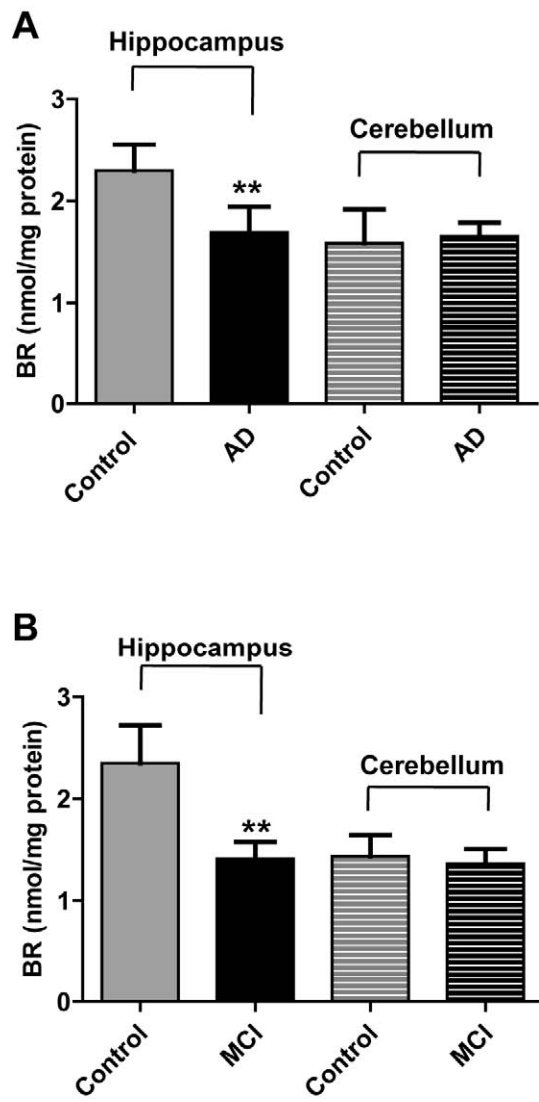 A
Hippocampus
Cerebellum
BR (nmol/mg protein)
3
2
1
0
**
Control
AD
Control
AD
B
Hippocampus
Cerebellum
BR (nmol/mg protein)
3
2
1
0
**
Control
MCI
Control
MCI